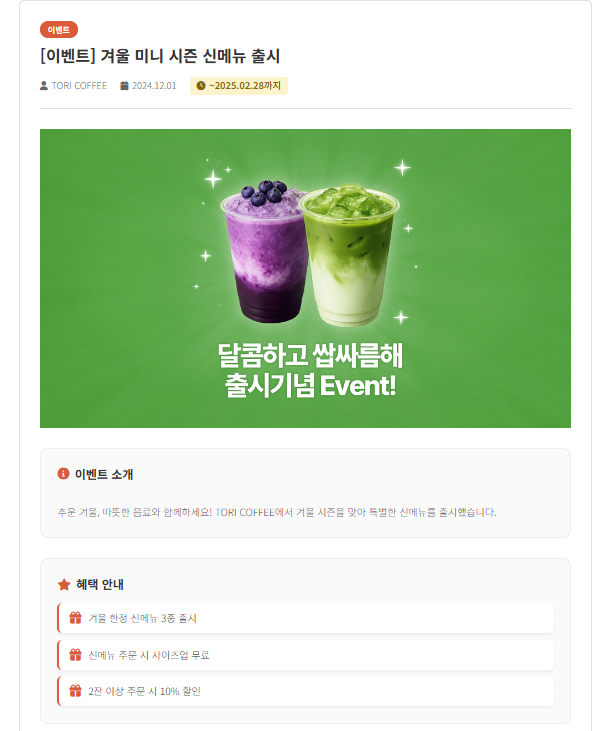 이벤트
[이벤트] 겨울 미니 시즌 신메뉴 출시
TORI COFFEE 2024.12.01 ~2025.02.28까지
달콤하고 쌉싸름해
출시기념 Event!
이벤트 소개
추운 겨울, 따뜻한 음료와 함께하세요! TORI COFFEE에서 겨울 시즌을 맞아 특별한 신메뉴를 출시했습니다.
혜택 안내
겨울 한정 신메뉴 3종 출시
신메뉴 주문 시 사이즈업 무료
2잔 이상 주문 시 10% 할인